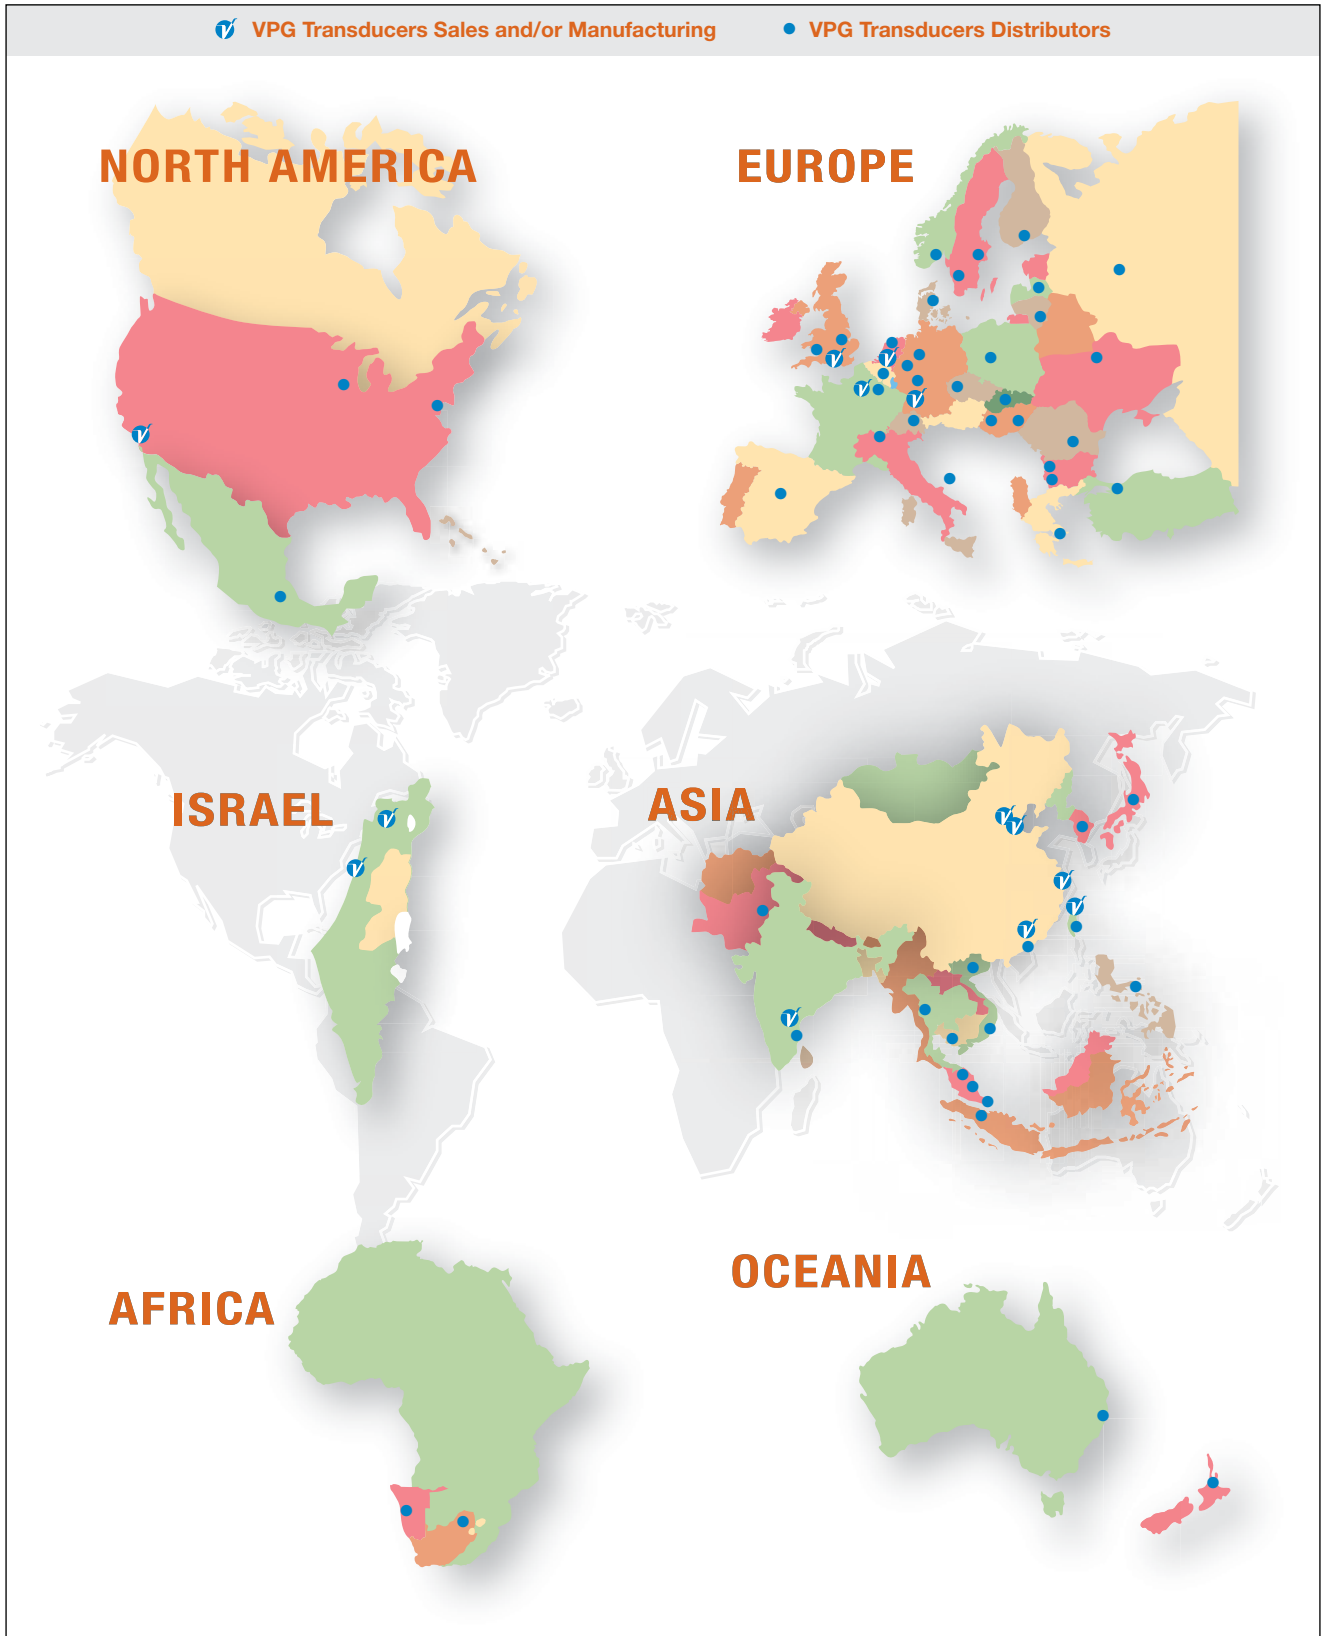 VPG Transducers Sales and/or Manufacturing VPG Transducers Distributors
NORTH AMERICA
EUROPE
ISRAEL
ASIA
AFRICA
OCEANIA